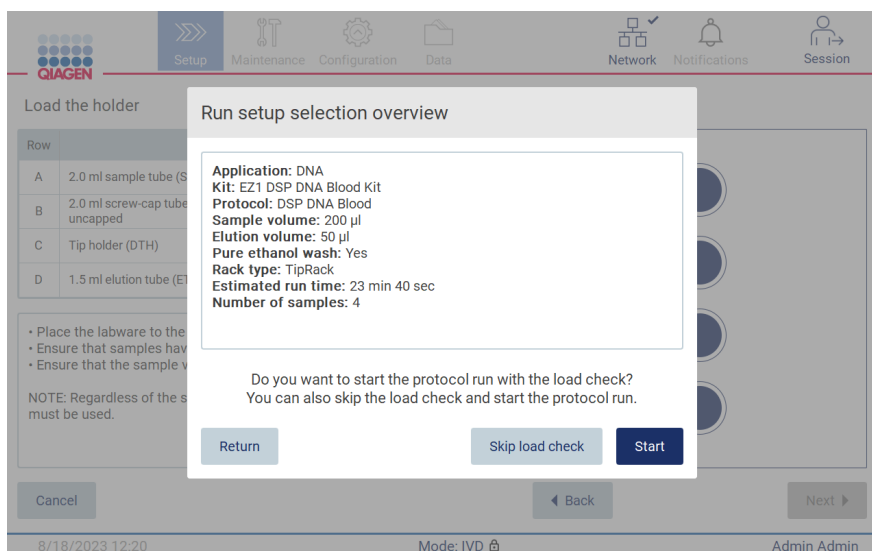 QIAGEN
Setup
Maintenance
Configuration
Data
Network
Notifications
Session
Load the holder
Run setup selection overview
Row
A 2.0 ml sample tube (S
B 2.0 ml screw-cap tube
uncapped
C Tip holder (DTH)
D 1.5 ml elution tube (ET
• Place the labware to the
• Ensure that samples hav
• Ensure that the sample v
NOTE: Regardless of the s
must be used.
Application: DNA
Kit: EZ1 DSP DNA Blood Kit
Protocol: DSP DNA Blood
Sample volume: 200 µl
Elution volume: 50 µl
Pure ethanol wash: Yes
Rack type: TipRack
Estimated run time: 23 min 40 sec
Number of samples: 4
Do you want to start the protocol run with the load check?
You can also skip the load check and start the protocol run.
Return
Skip load check
Start
Cancel
Back
Next
8/18/2023 12:20
Mode: IVD
Admin Admin